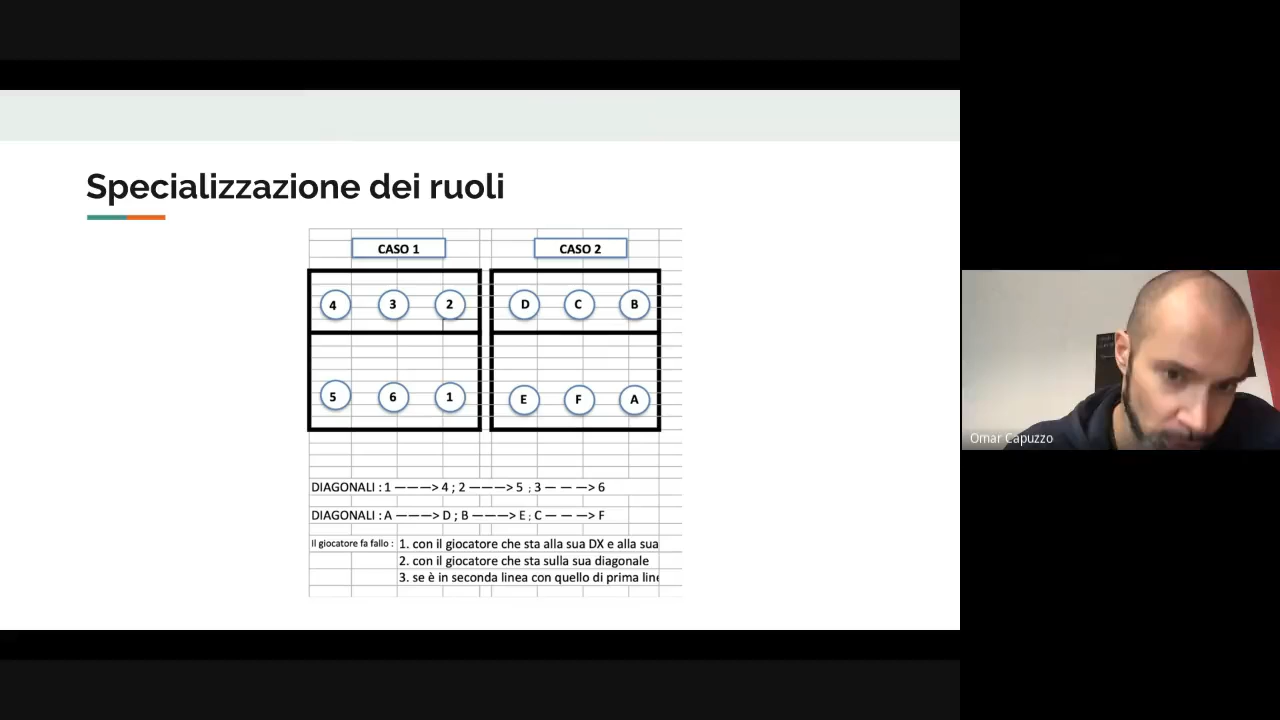 Specializzazione dei ruoli
CASO 1 CASO 2
4 3 2 D C B
5 6 1 E F A
DIAGONALI : 1 ———> 4 ; 2 ———> 5 ; 3 — — —> 6
DIAGONALI : A ———> D ; B ———> E ; C — — —> F
Il giocatore fa fallo : 1. con il giocatore che sta alla sua DX e alla sua
2. con il giocatore che sta sulla sua diagonale
3. se è in seconda linea con quello di prima
Omar Capuzzo